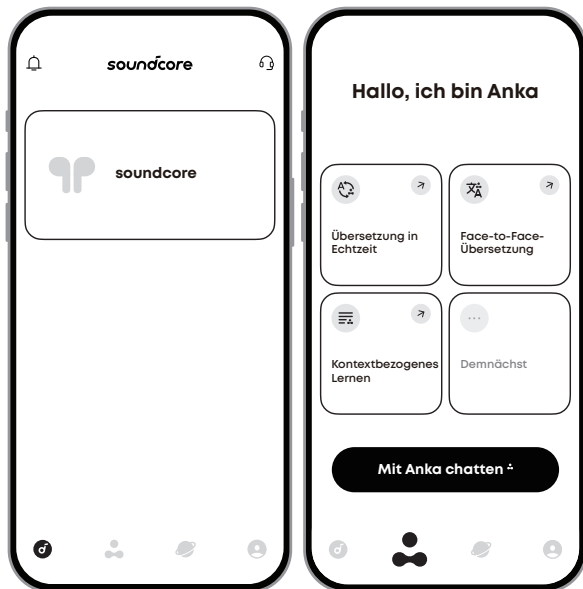 soundcore
soundcore
Hallo, ich bin Anka
Übersetzung in
Echtzeit
Face-to-Face-
Übersetzung
Kontextbezogenes
Lernen
Demnächst
Mit Anka chatten